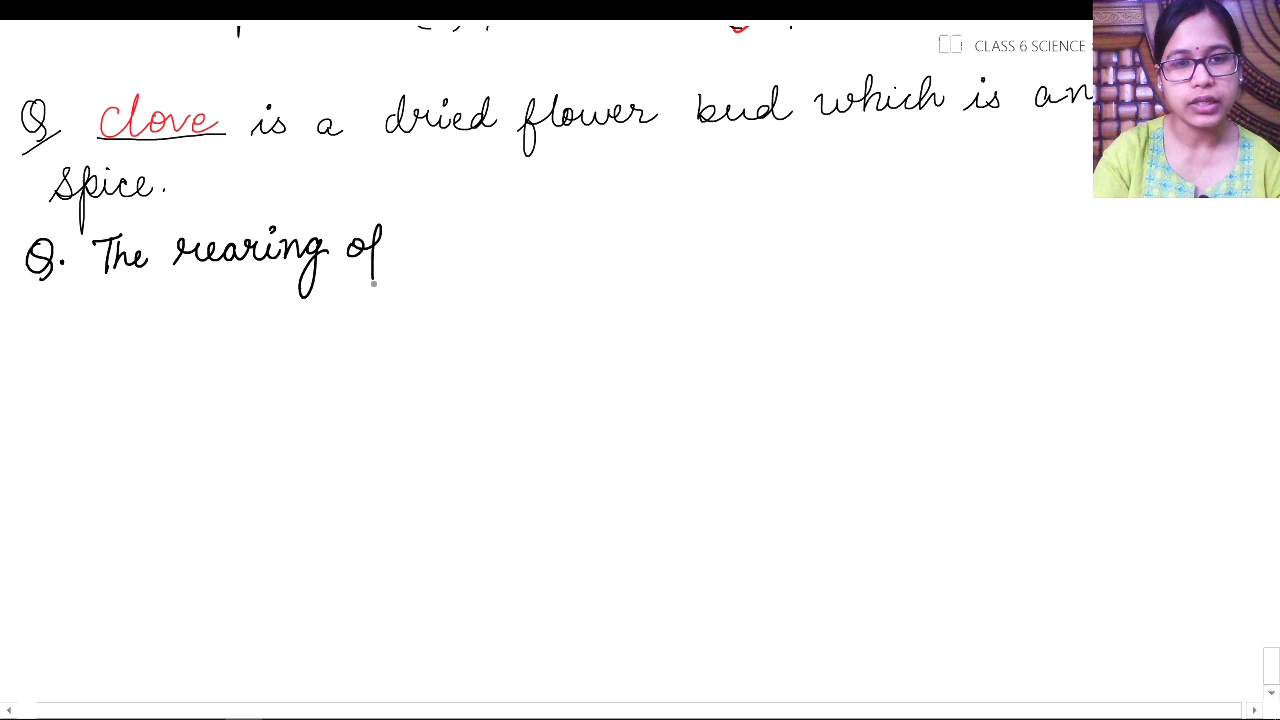 CLASS 6 SCIENCE
Q clove is a dried flower bud which is an
spice.
Q. The rearing of